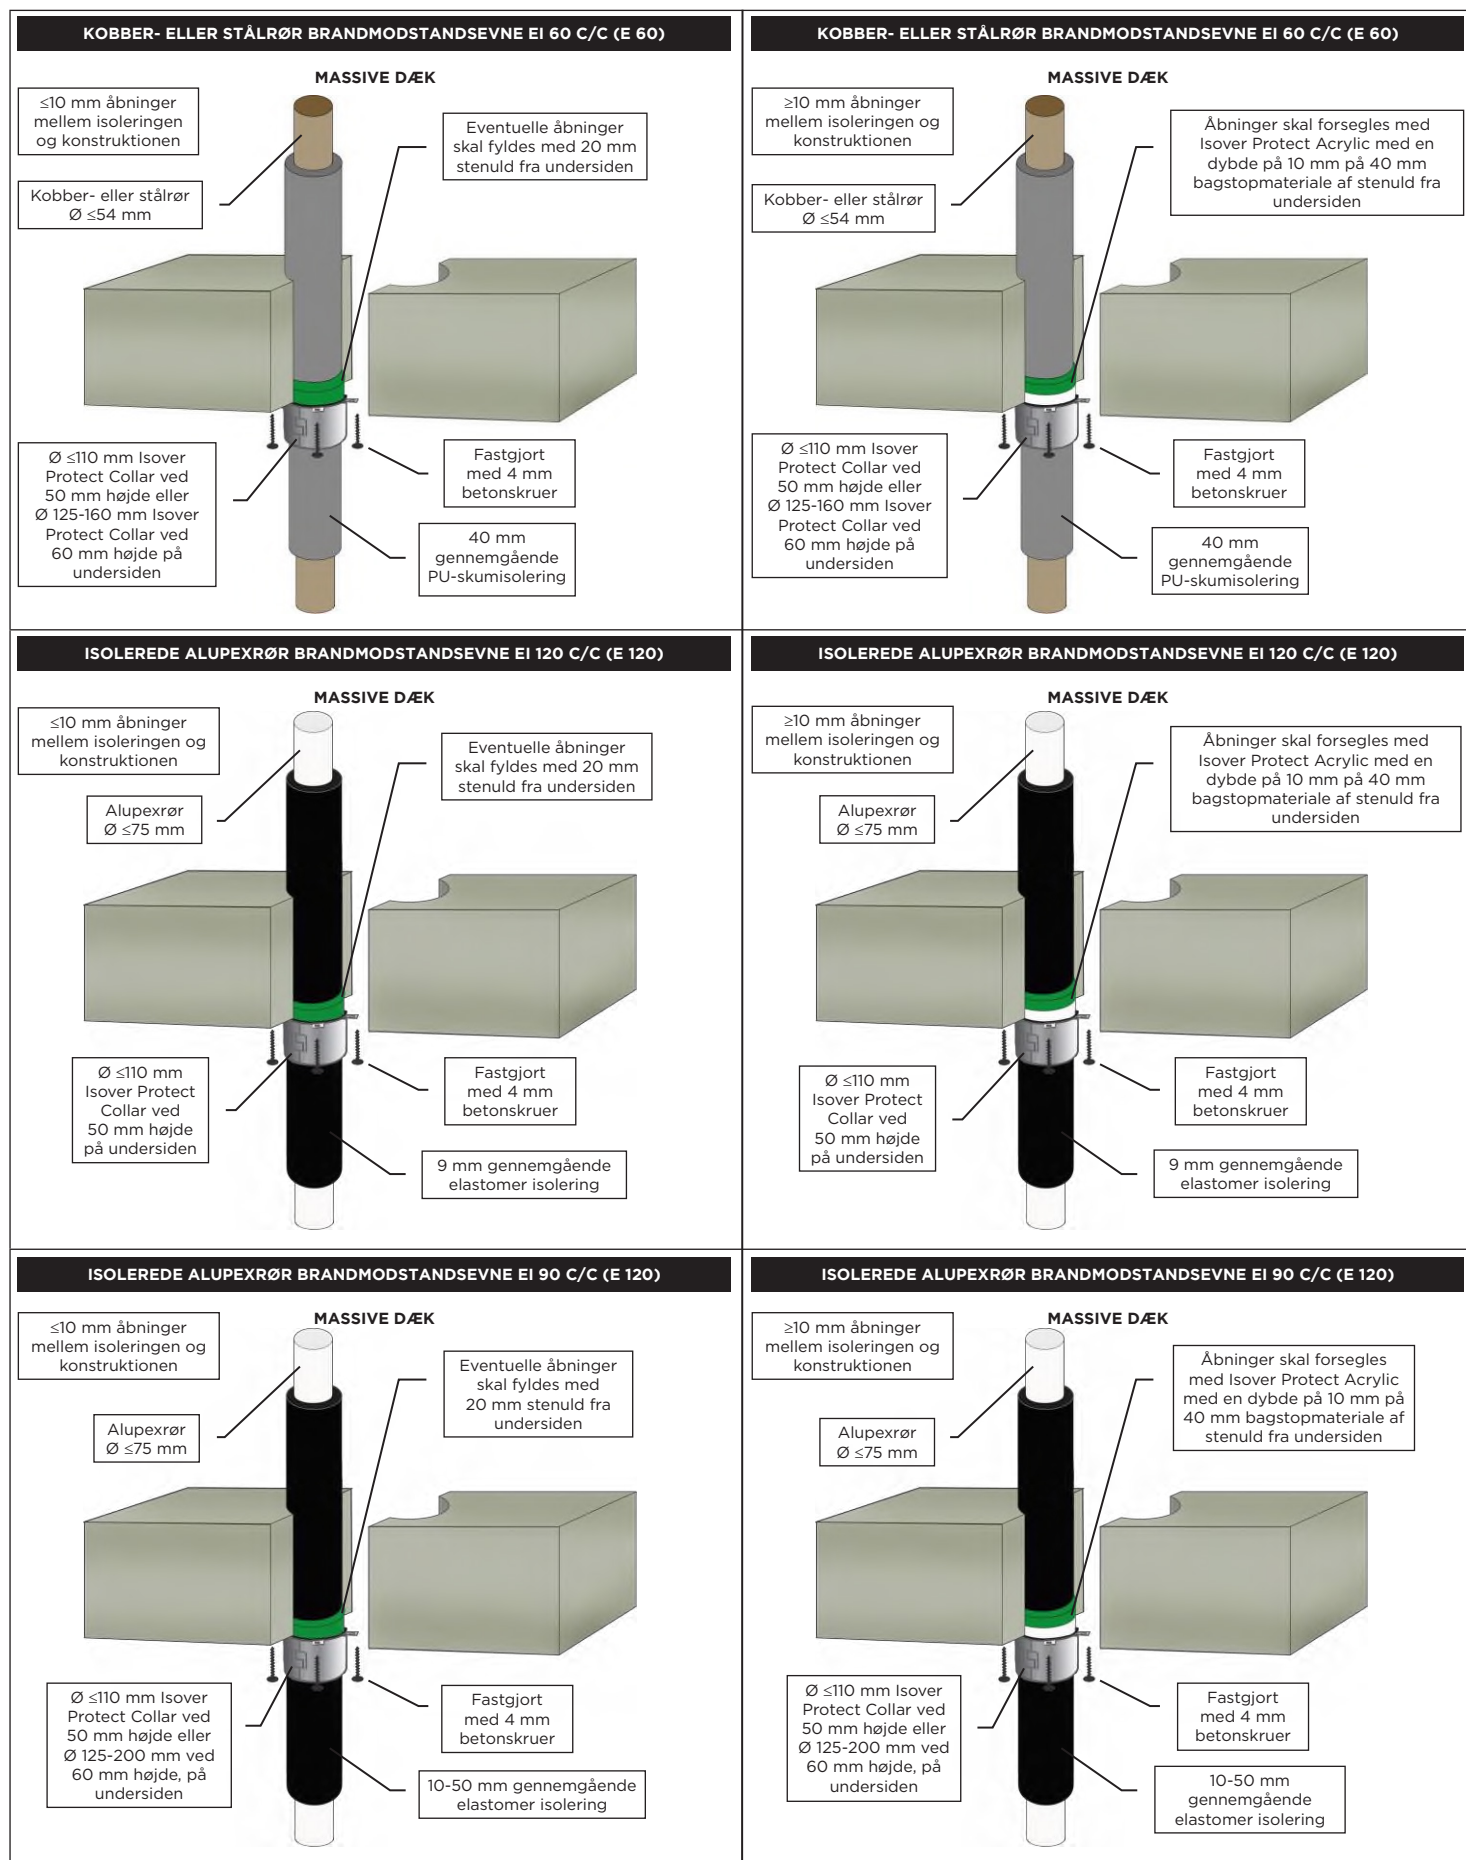 KOBBER- ELLER STÅLRØR BRANDMODSTANDSEVNE EI 60 C/C (E 60)
MASSIVE DÆK
≤10 mm åbninger
mellem isoleringen
og konstruktionen
Eventuelle åbninger
skal fyldes med 20 mm
stenuld fra undersiden
Kobber- eller stålrør
Ø ≤54 mm
Ø ≤110 mm Isover
Protect Collar ved
50 mm højde eller
Ø 125-160 mm Isover
Protect Collar ved
60 mm højde på
undersiden
Fastgjort
med 4 mm
betonskruer
40 mm
gennemgående
PU-skumisolering
KOBBER- ELLER STÅLRØR BRANDMODSTANDSEVNE EI 60 C/C (E 60)
MASSIVE DÆK
≥10 mm åbninger
mellem isoleringen og
konstruktionen
Åbninger skal forsegles med
Isover Protect Acrylic med en
dybde på 10 mm på 40 mm
bagstopmateriale af stenuld fra
undersiden
Kobber- eller stålrør
Ø ≤54 mm
Ø ≤110 mm Isover
Protect Collar ved
50 mm højde eller
Ø 125-160 mm Isover
Protect Collar ved
60 mm højde på
undersiden
Fastgjort
med 4 mm
betonskruer
40 mm
gennemgående
PU-skumisolering
ISOLEREDE ALUPEXRØR BRANDMODSTANDSEVNE EI 120 C/C (E 120)
MASSIVE DÆK
≤10 mm åbninger
mellem isoleringen og
konstruktionen
Eventuelle åbninger
skal fyldes med 20 mm
stenuld fra undersiden
Alupexrør
Ø ≤75 mm
Ø ≤110 mm
Isover Protect
Collar ved
50 mm højde
på undersiden
Fastgjort
med 4 mm
betonskruer
9 mm gennemgående
elastomer isolering
ISOLEREDE ALUPEXRØR BRANDMODSTANDSEVNE EI 120 C/C (E 120)
MASSIVE DÆK
≥10 mm åbninger
mellem isoleringen og
konstruktionen
Åbninger skal forsegles med
Isover Protect Acrylic med en
dybde på 10 mm på 40 mm
bagstopmateriale af stenuld fra
undersiden
Alupexrør
Ø ≤75 mm
Ø ≤110 mm
Isover Protect
Collar ved
50 mm højde
på undersiden
Fastgjort
med 4 mm
betonskruer
9 mm gennemgående
elastomer isolering
ISOLEREDE ALUPEXRØR BRANDMODSTANDSEVNE EI 90 C/C (E 120)
MASSIVE DÆK
≤10 mm åbninger
mellem isoleringen og
konstruktionen
Eventuelle åbninger
skal fyldes med
20 mm stenuld fra
undersiden
Alupexrør
Ø ≤75 mm
Ø ≤110 mm Isover
Protect Collar ved
50 mm højde eller
Ø 125-200 mm ved
60 mm højde, på
undersiden
Fastgjort
med 4 mm
betonskruer
10-50 mm gennemgående
elastomer isolering
ISOLEREDE ALUPEXRØR BRANDMODSTANDSEVNE EI 90 C/C (E 120)
MASSIVE DÆK
≥10 mm åbninger
mellem isoleringen og
konstruktionen
Åbninger skal forsegles
med Isover Protect Acrylic
med en dybde på 10 mm på
40 mm bagstopmateriale af
stenuld fra undersiden
Alupexrør
Ø ≤75 mm
Ø ≤110 mm Isover
Protect Collar ved
50 mm højde eller
Ø 125-200 mm ved
60 mm højde, på
undersiden
Fastgjort
med 4 mm
betonskruer
10-50 mm
gennemgående
elastomer isolering